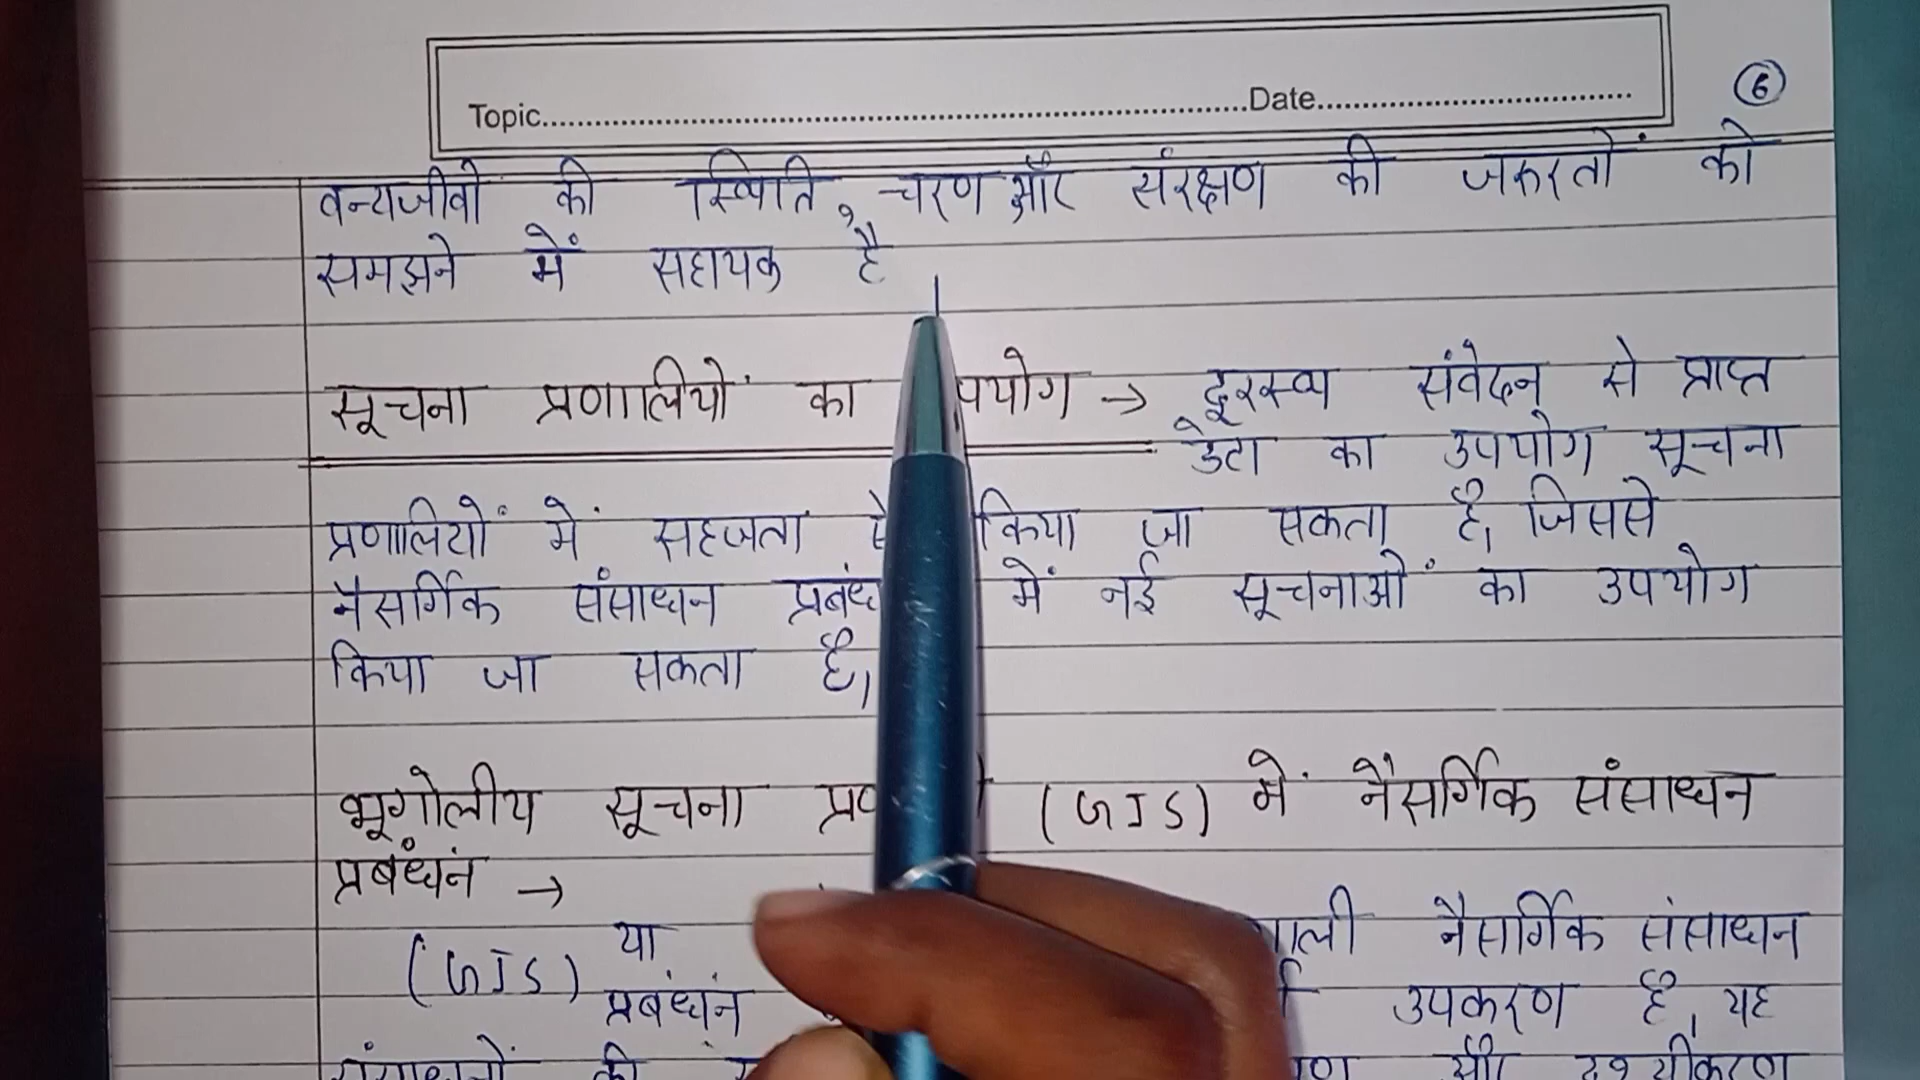 Topic................Date................
6
वन्यजीवों की स्थिति, चरण और संरक्षण की जरूरतों को
समझने में सहायक है
सूचना प्रणालियों का पयोग → दूरस्थ संवेदन से प्राप्त
डेटा का उपयोग सूचना
प्रणालियों में सहजता किया जा सकता है, जिससे
नैसर्गिक संसाधन प्रबंध में नई सूचनाओं का उपयोग
किया जा सकता है,
भूगोलीय सूचना प्र (GIS) में नैसर्गिक संसाधन
प्रबंधंन →
(GIS) या णाली नैसर्गिक संसाधन
प्रबंधंन उपकरण है, यह
संसाधनों की और